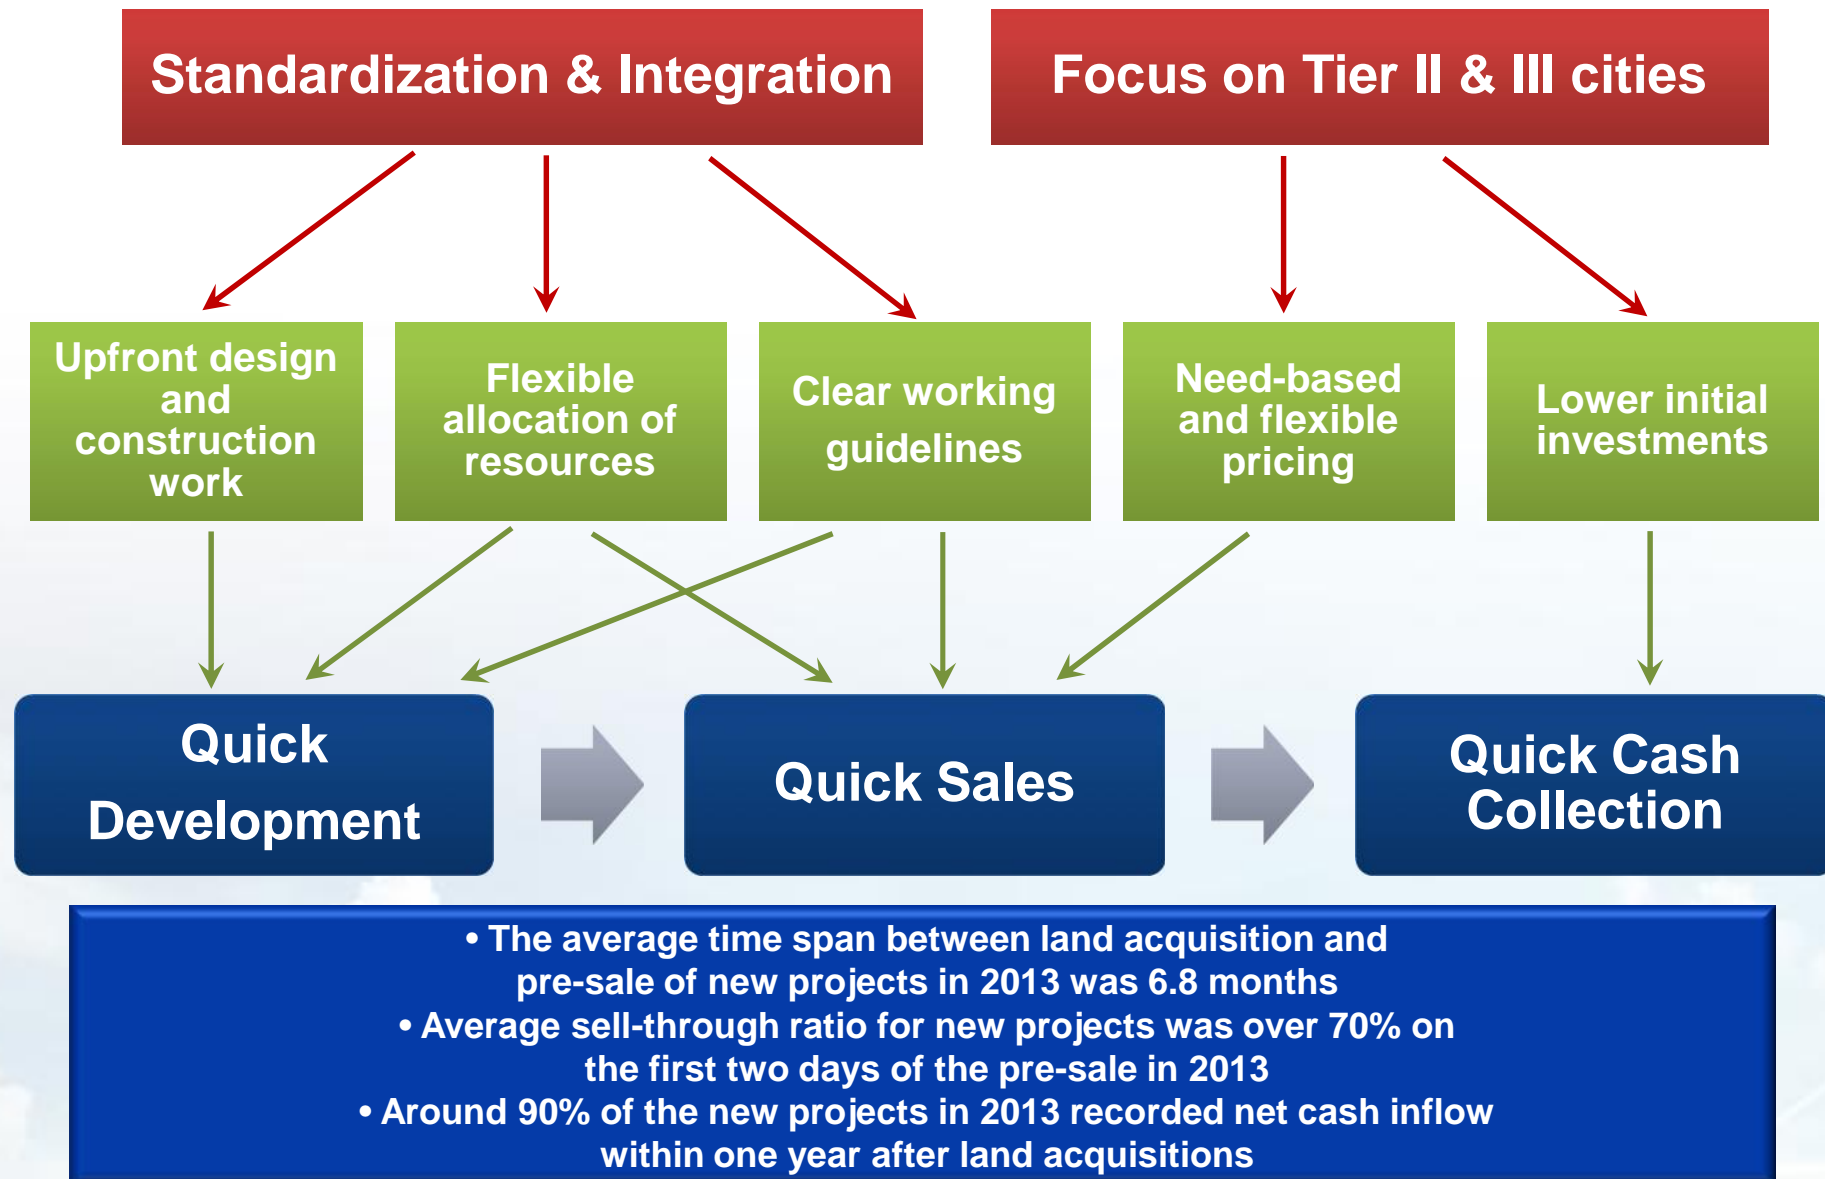 Standardization & Integration
Focus on Tier II & III cities
Upfront design
and
construction
work
Flexible
allocation of
resources
Clear working
guidelines
Need-based
and flexible
pricing
Lower initial
investments
Quick
Development
Quick Sales
Quick Cash
Collection
• The average time span between land acquisition and
pre-sale of new projects in 2013 was 6.8 months
• Average sell-through ratio for new projects was over 70% on
the first two days of the pre-sale in 2013
• Around 90% of the new projects in 2013 recorded net cash inflow
within one year after land acquisitions